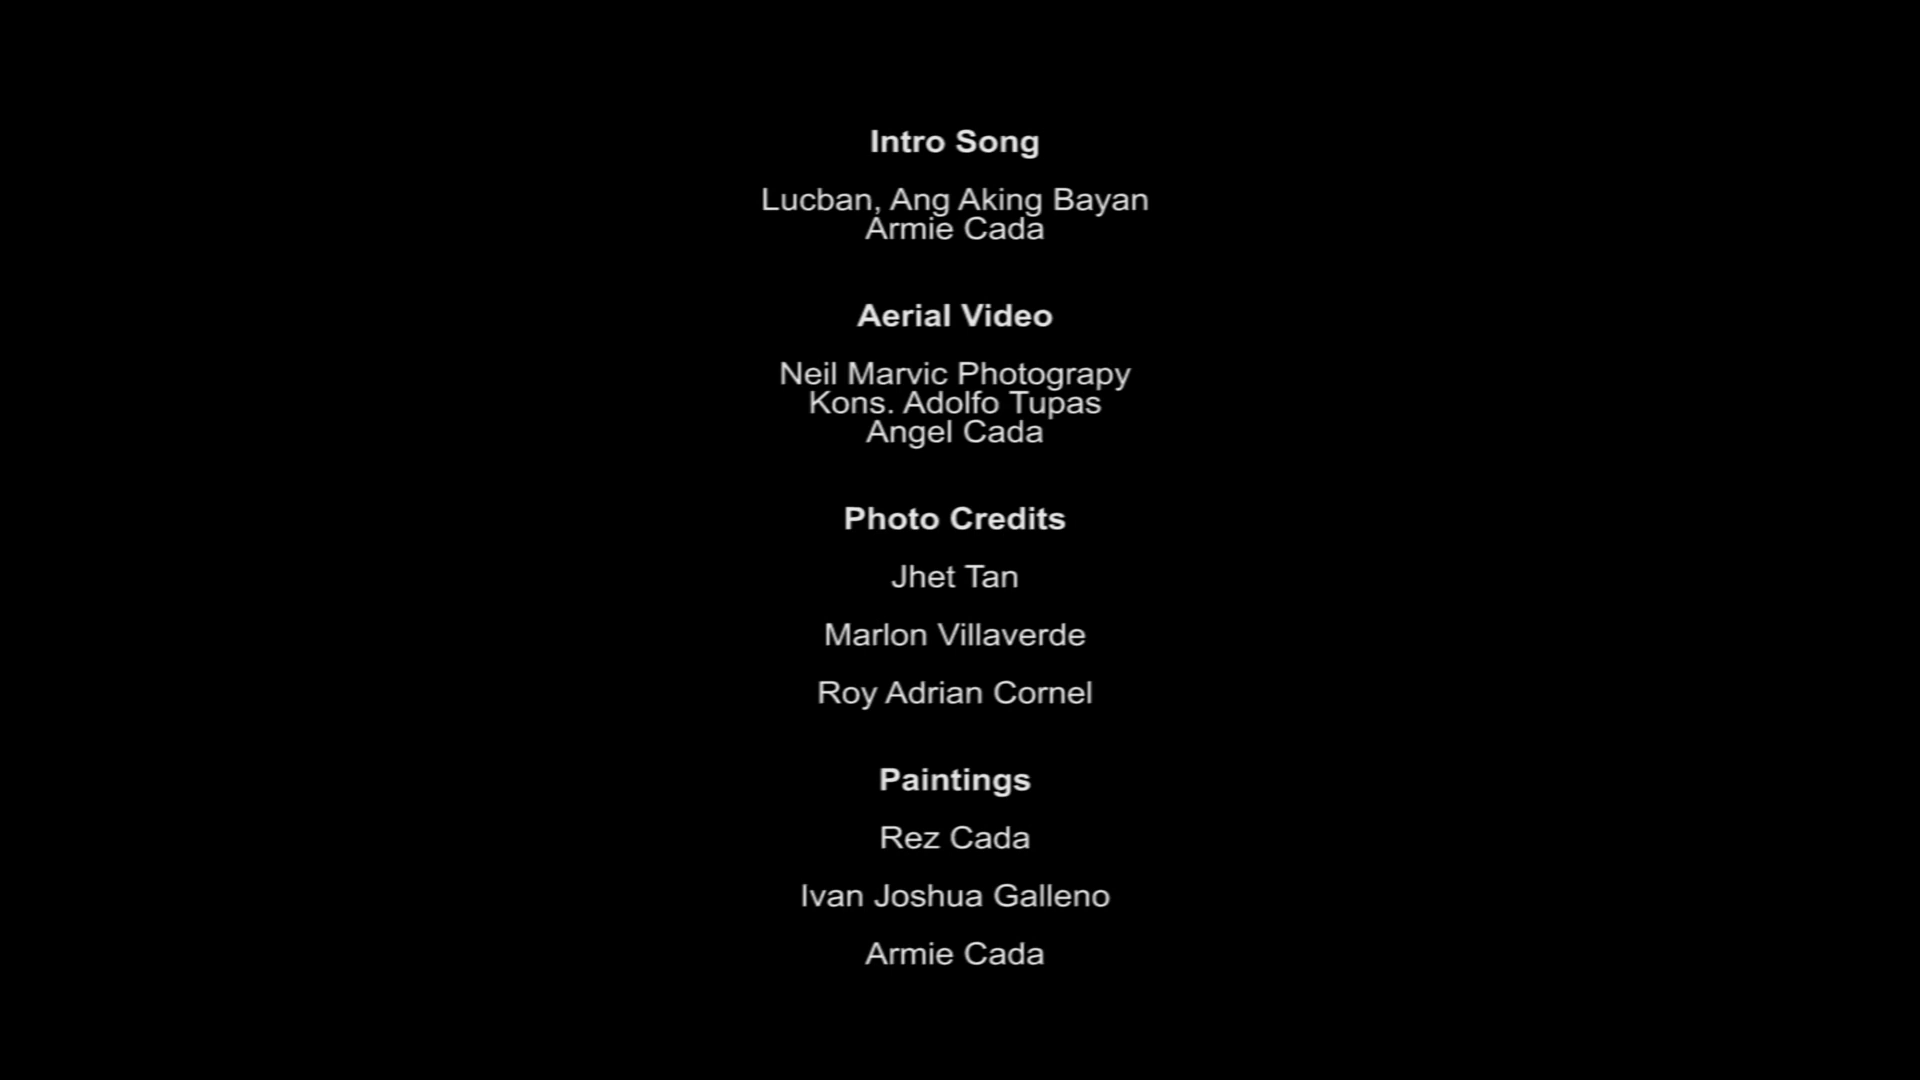 Intro Song
Lucban, Ang Aking Bayan
Armie Cada
Aerial Video
Neil Marvic Photograpy
Kons. Adolfo Tupas
Angel Cada
Photo Credits
Jhet Tan
Marlon Villaverde
Roy Adrian Cornel
Paintings
Rez Cada
Ivan Joshua Galleno
Armie Cada